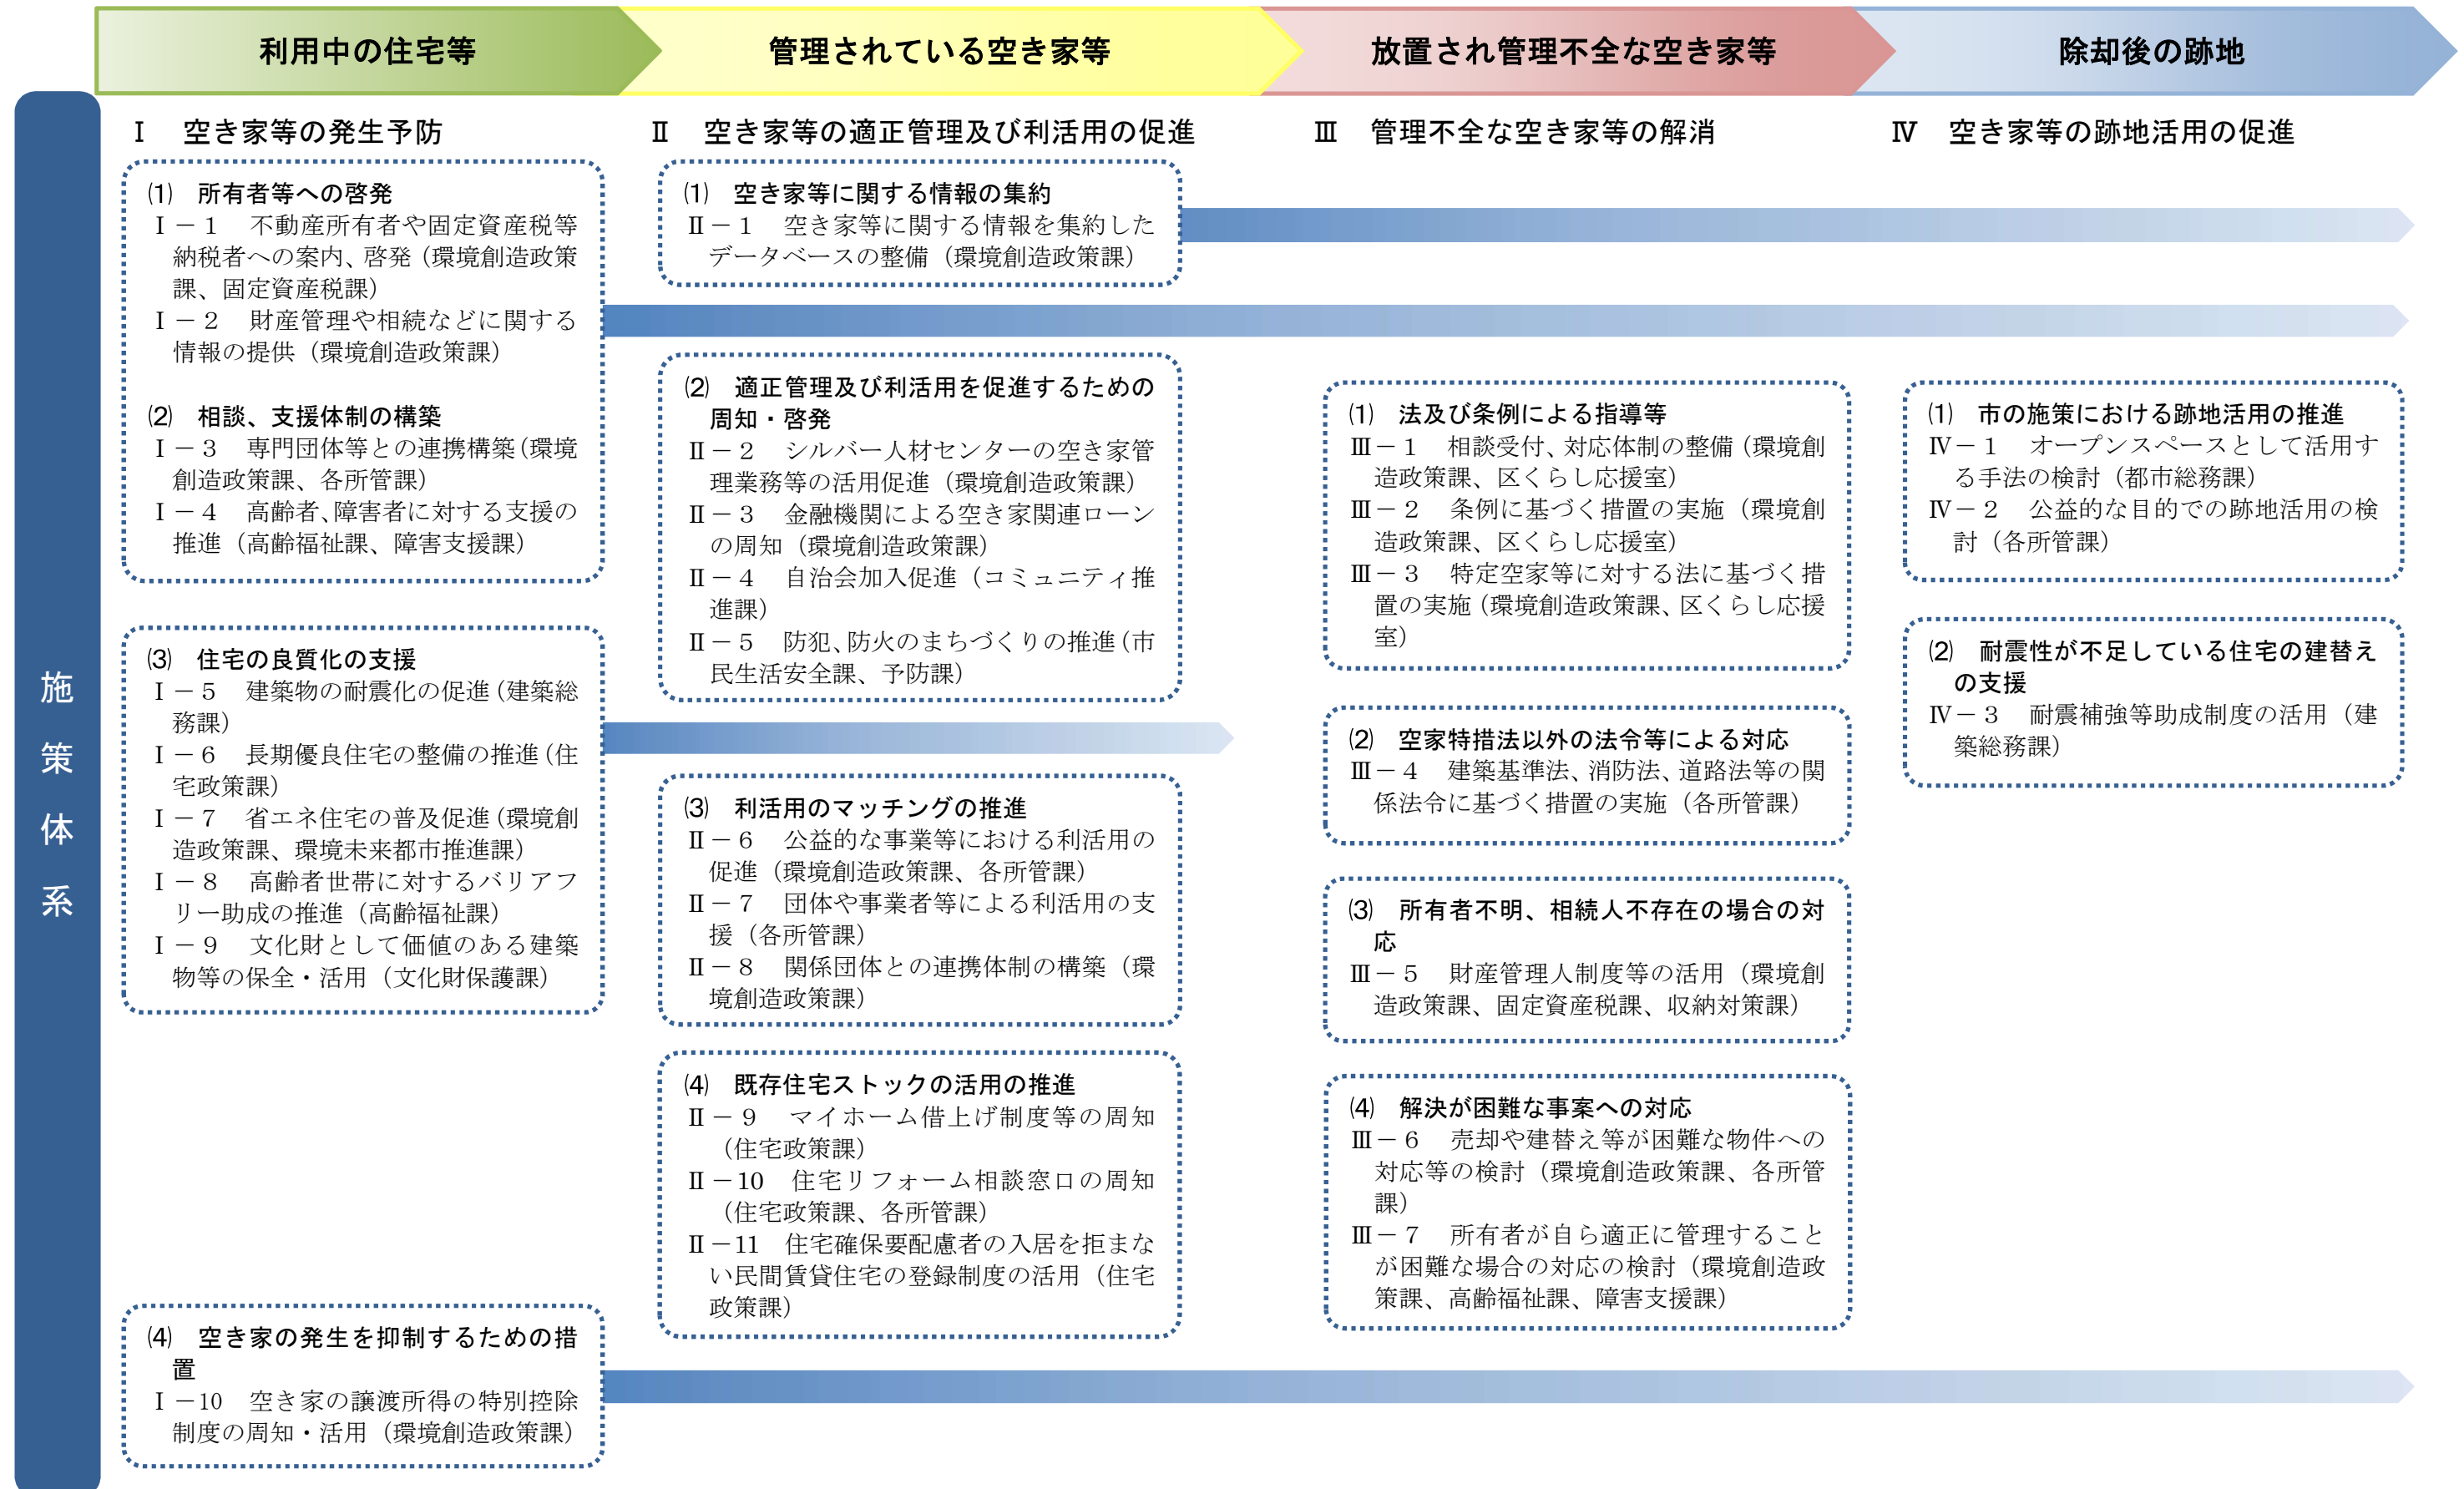 利用中の住宅等
管理されている空き家等
放置され管理不全な空き家等
除却後の跡地
施策体系
Ⅰ　空き家等の発生予防
⑴　所有者等への啓発
Ⅰ－１　不動産所有者や固定資産税等
納税者への案内、啓発（環境創造政策
課、固定資産税課）
Ⅰ－２　財産管理や相続などに関する
情報の提供（環境創造政策課）
⑵　相談、支援体制の構築
Ⅰ－３　専門団体等との連携構築（環境
創造政策課、各所管課）
Ⅰ－４　高齢者、障害者に対する支援の
推進（高齢福祉課、障害支援課）
⑶　住宅の良質化の支援
Ⅰ－５　建築物の耐震化の促進（建築総
務課）
Ⅰ－６　長期優良住宅の整備の推進（住
宅政策課）
Ⅰ－７　省エネ住宅の普及促進（環境創
造政策課、環境未来都市推進課）
Ⅰ－８　高齢者世帯に対するバリアフ
リー助成の推進（高齢福祉課）
Ⅰ－９　文化財として価値のある建築
物等の保全・活用（文化財保護課）
⑷　空き家の発生を抑制するための措
置
Ⅰ－10　空き家の譲渡所得の特別控除
制度の周知・活用（環境創造政策課）
Ⅱ　空き家等の適正管理及び利活用の促進
⑴　空き家等に関する情報の集約
Ⅱ－１　空き家等に関する情報を集約した
データベースの整備（環境創造政策課）
⑵　適正管理及び利活用を促進するための
周知・啓発
Ⅱ－２　シルバー人材センターの空き家管
理業務等の活用促進（環境創造政策課）
Ⅱ－３　金融機関による空き家関連ローン
の周知（環境創造政策課）
Ⅱ－４　自治会加入促進（コミュニティ推
進課）
Ⅱ－５　防犯、防火のまちづくりの推進（市
民生活安全課、予防課）
⑶　利活用のマッチングの推進
Ⅱ－６　公益的な事業等における利活用の
促進（環境創造政策課、各所管課）
Ⅱ－７　団体や事業者等による利活用の支
援（各所管課）
Ⅱ－８　関係団体との連携体制の構築（環
境創造政策課）
⑷　既存住宅ストックの活用の推進
Ⅱ－９　マイホーム借上げ制度等の周知
（住宅政策課）
Ⅱ－10　住宅リフォーム相談窓口の周知
（住宅政策課、各所管課）
Ⅱ－11　住宅確保要配慮者の入居を拒まな
い民間賃貸住宅の登録制度の活用（住宅
政策課）
Ⅲ　管理不全な空き家等の解消
⑴　法及び条例による指導等
Ⅲ－１　相談受付、対応体制の整備（環境創
造政策課、区くらし応援室）
Ⅲ－２　条例に基づく措置の実施（環境創
造政策課、区くらし応援室）
Ⅲ－３　特定空家等に対する法に基づく措
置の実施（環境創造政策課、区くらし応援
室）
⑵　空家特措法以外の法令等による対応
Ⅲ－４　建築基準法、消防法、道路法等の関
係法令に基づく措置の実施（各所管課）
⑶　所有者不明、相続人不存在の場合の対
応
Ⅲ－５　財産管理人制度等の活用（環境創
造政策課、固定資産税課、収納対策課）
⑷　解決が困難な事案への対応
Ⅲ－６　売却や建替え等が困難な物件への
対応等の検討（環境創造政策課、各所管
課）
Ⅲ－７　所有者が自ら適正に管理すること
が困難な場合の対応の検討（環境創造政
策課、高齢福祉課、障害支援課）
Ⅳ　空き家等の跡地活用の促進
⑴　市の施策における跡地活用の推進
Ⅳ－１　オープンスペースとして活用す
る手法の検討（都市総務課）
Ⅳ－２　公益的な目的での跡地活用の検
討（各所管課）
⑵　耐震性が不足している住宅の建替え
の支援
Ⅳ－３　耐震補強等助成制度の活用（建
築総務課）